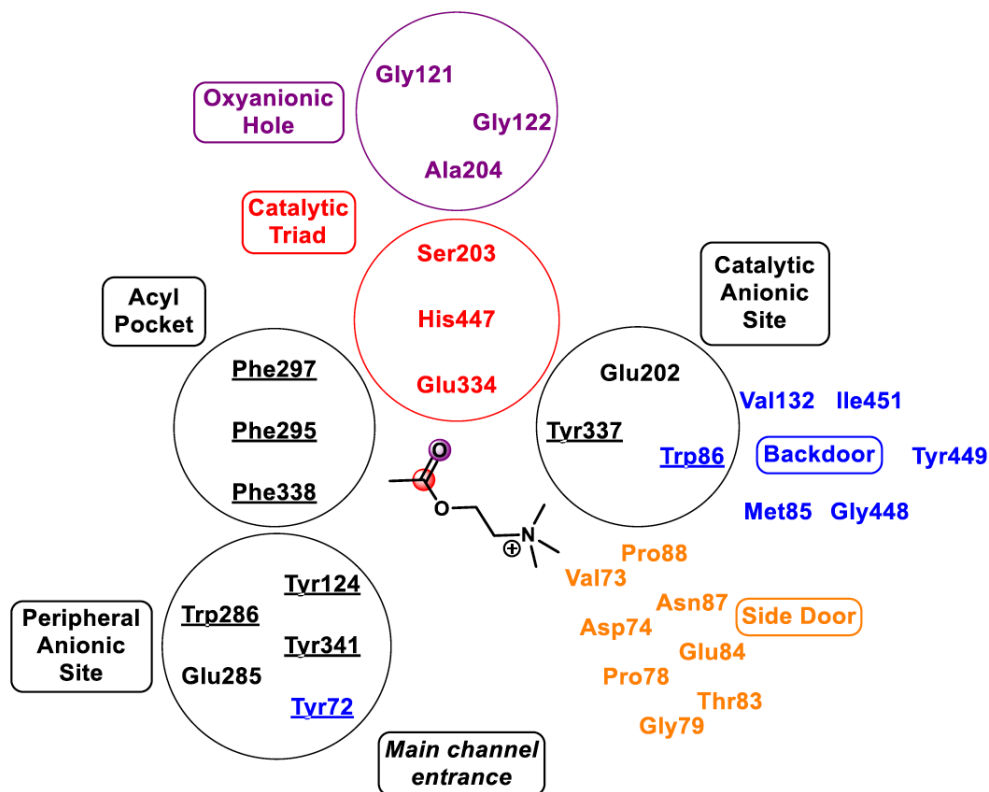 Gly121
Oxyanionic
Hole
Gly122
Ala204
Catalytic
Triad
Ser203
His447
Glu334
Acyl
Pocket
Phe297
Phe295
Phe338
Catalytic
Anionic
Site
Glu202
Tyr337
Trp86
Val132 Ile451
Backdoor
Tyr449
Met85 Gly448
O
O
N
+
Pro88
Val73
Asn87
Side Door
Asp74
Glu84
Pro78
Thr83
Gly79
Peripheral
Anionic
Site
Tyr124
Trp286
Tyr341
Glu285
Tyr72
Main channel
entrance